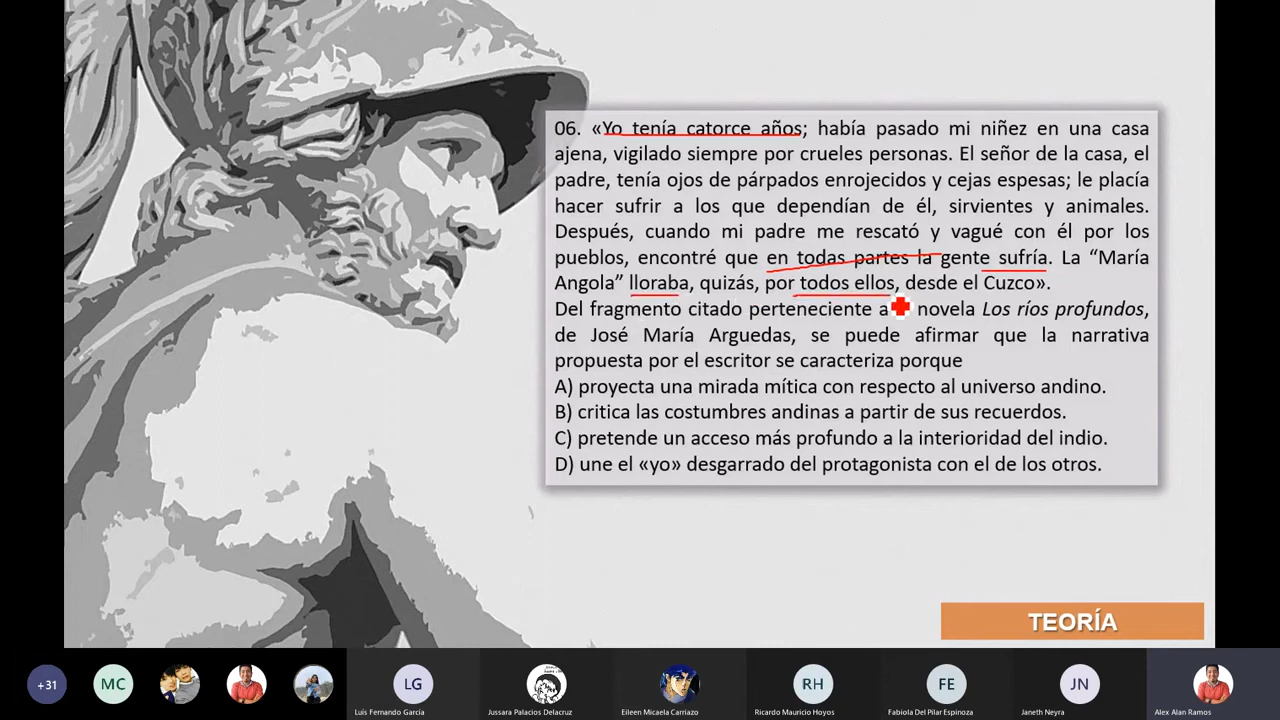 06. «Yo tenía catorce años; había pasado mi niñez en una casa
ajena, vigilado siempre por crueles personas. El señor de la casa, el
padre, tenía ojos de párpados enrojecidos y cejas espesas; le placía
hacer sufrir a los que dependían de él, sirvientes y animales.
Después, cuando mi padre me rescató y vagué con él por los
pueblos, encontré que en todas partes la gente sufría. La “María
Angola” lloraba, quizás, por todos ellos, desde el Cuzco».
Del fragmento citado perteneciente a novela Los ríos profundos,
de José María Arguedas, se puede afirmar que la narrativa
propuesta por el escritor se caracteriza porque
A) proyecta una mirada mítica con respecto al universo andino.
B) critica las costumbres andinas a partir de sus recuerdos.
C) pretende un acceso más profundo a la interioridad del indio.
D) une el «yo» desgarrado del protagonista con el de los otros.
TEORÍA
+31
MC
LG
RH
FE
JN
Luis Fernando García
Jussara Palacios Delacruz
Eileen Micaela Carriazo
Ricardo Mauricio Hoyos
Fabiola Del Pilar Espinoza
Janeth Neyra
Alex Alan Ramos